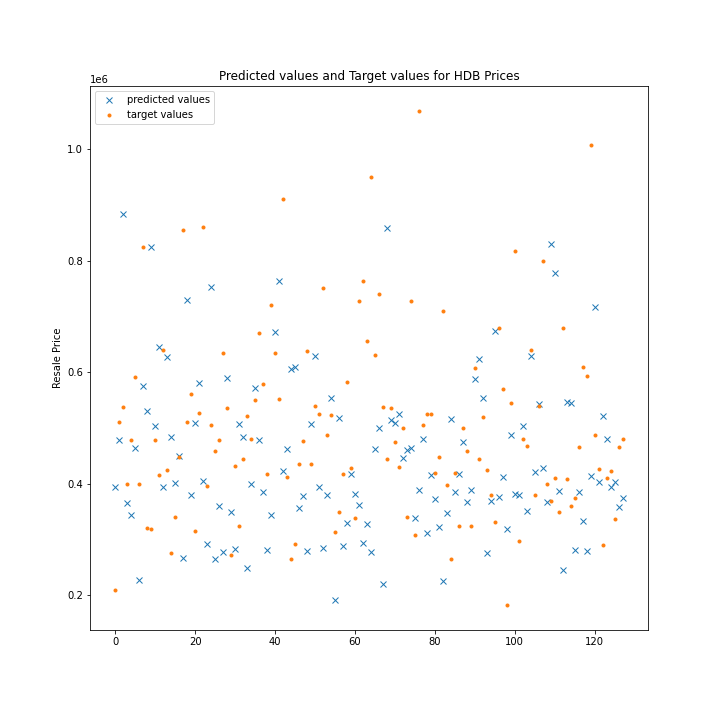 Predicted values and Target values for HDB Prices
1e6
predicted values
target values
1.0
0.8
0.6
0.4
0.2
Resale Price
0 20 40 60 80 100 120